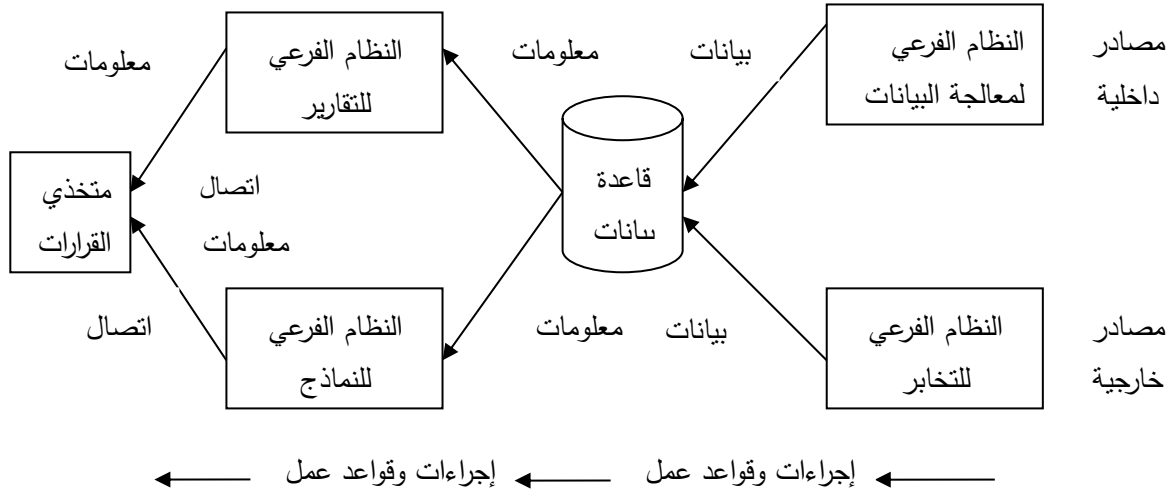 مصادر
داخلية
النظام الفرعي
لمعالجة البيانات
بيانات
معلومات
النظام الفرعي
للتقارير
معلومات
قاعدة
بيانات
متخذي
القرارات
اتصال
معلومات
مصادر
خارجية
النظام الفرعي
للتخابر
بيانات
معلومات
النظام الفرعي
للنماذج
اتصال
إجراءات وقواعد عمل
إجراءات وقواعد عمل